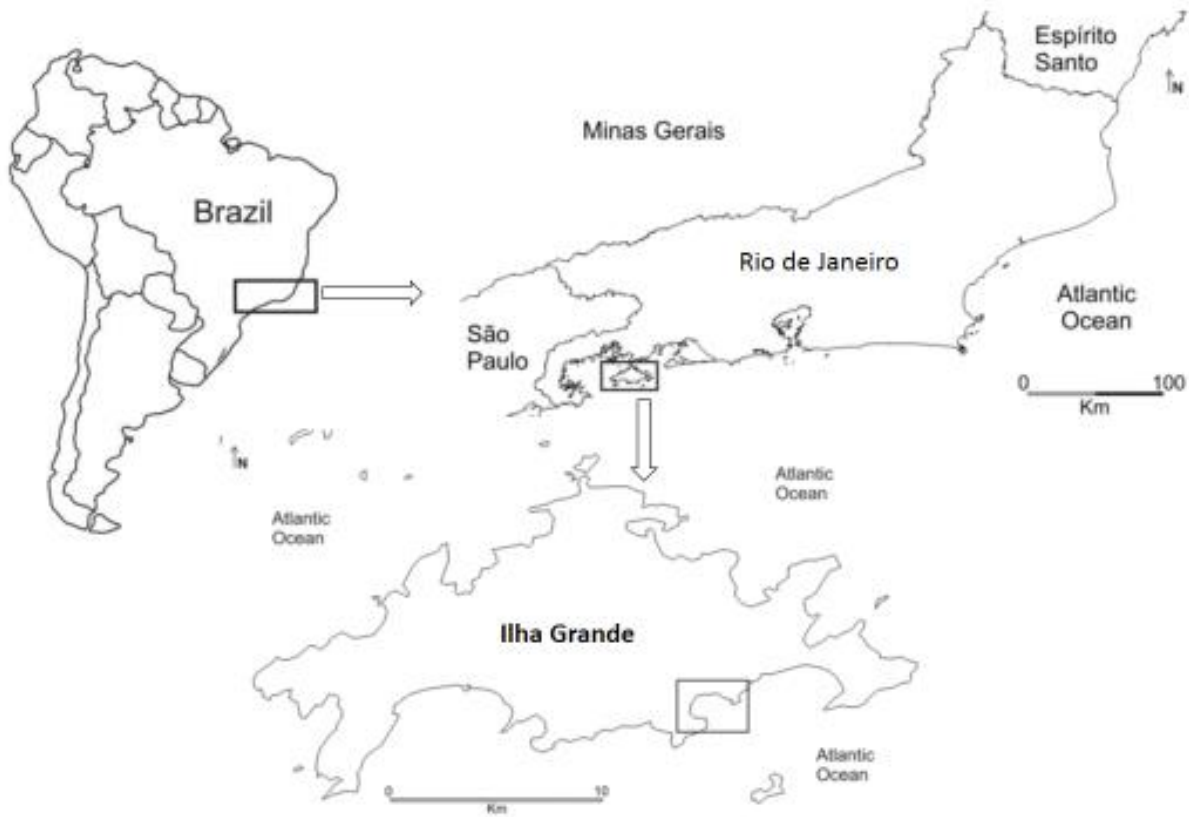 Espírito
Santo
N
Minas Gerais
Brazil
Rio de Janeiro
Atlantic
Ocean
São
Paulo
0 100
Km
N
Atlantic
Ocean
Atlantic
Ocean
Ilha Grande
Atlantic
Ocean
0 10
Km